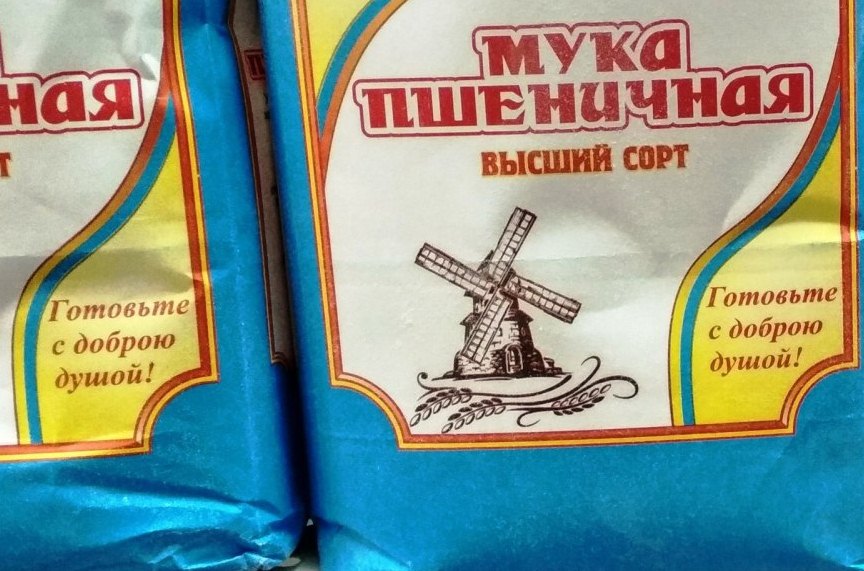 ная
т
Готовьте
с доброю
душой!
МУКА
ПШЕНИЧНАЯ
ВЫСШИЙ СОРТ
Готовьте
с доброю
душой!